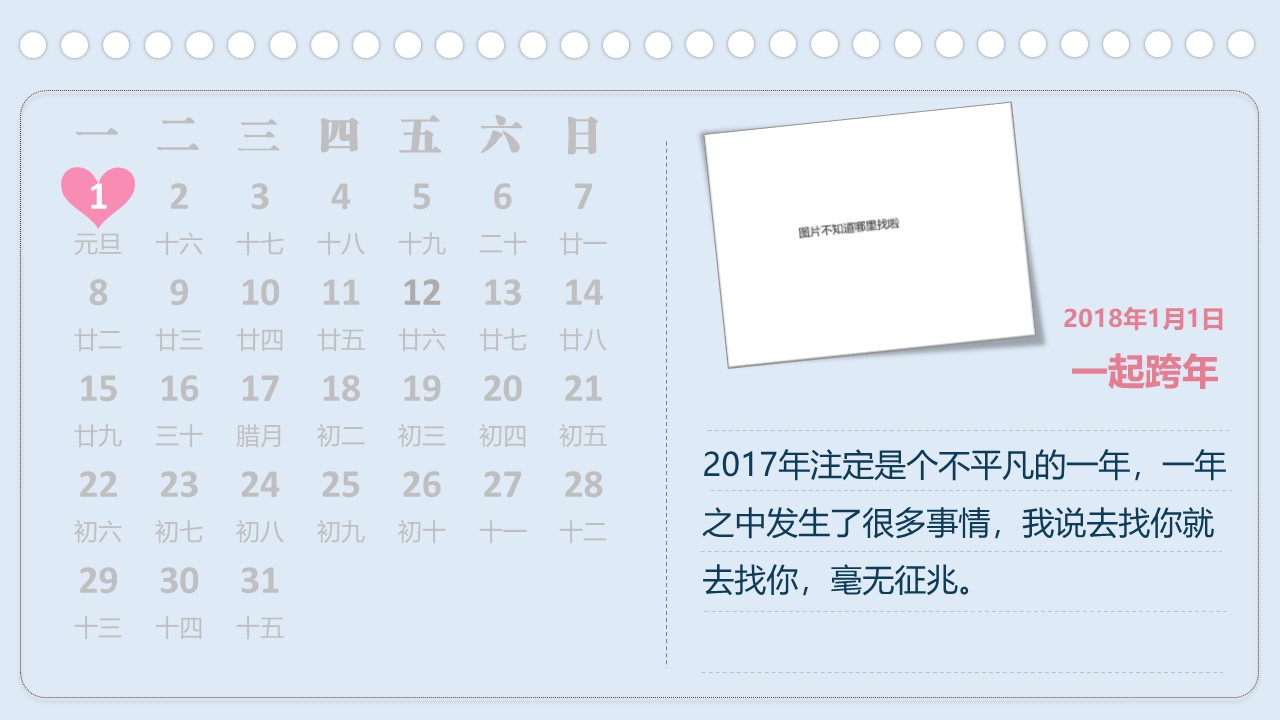 一 二 三 四 五 六 日
1 2 3 4 5 6 7
元旦 十六 十七 十八 十九 二十 廿一
8 9 10 11 12 13 14
廿二 廿三 廿四 廿五 廿六 廿七 廿八
15 16 17 18 19 20 21
廿九 三十 腊月 初二 初三 初四 初五
22 23 24 25 26 27 28
初六 初七 初八 初九 初十 十一 十二
29 30 31
十三 十四 十五
图片不知道哪里找啦
2018年1月1日
一起跨年
2017年注定是个不平凡的一年，一年
之中发生了很多事情，我说去找你就
去找你，毫无征兆。